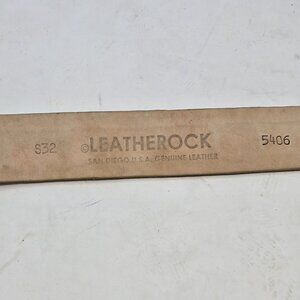 S32 ©LEATHEROCK 5406
SAN DIEGO U.S.A. GENUINE LEATHER